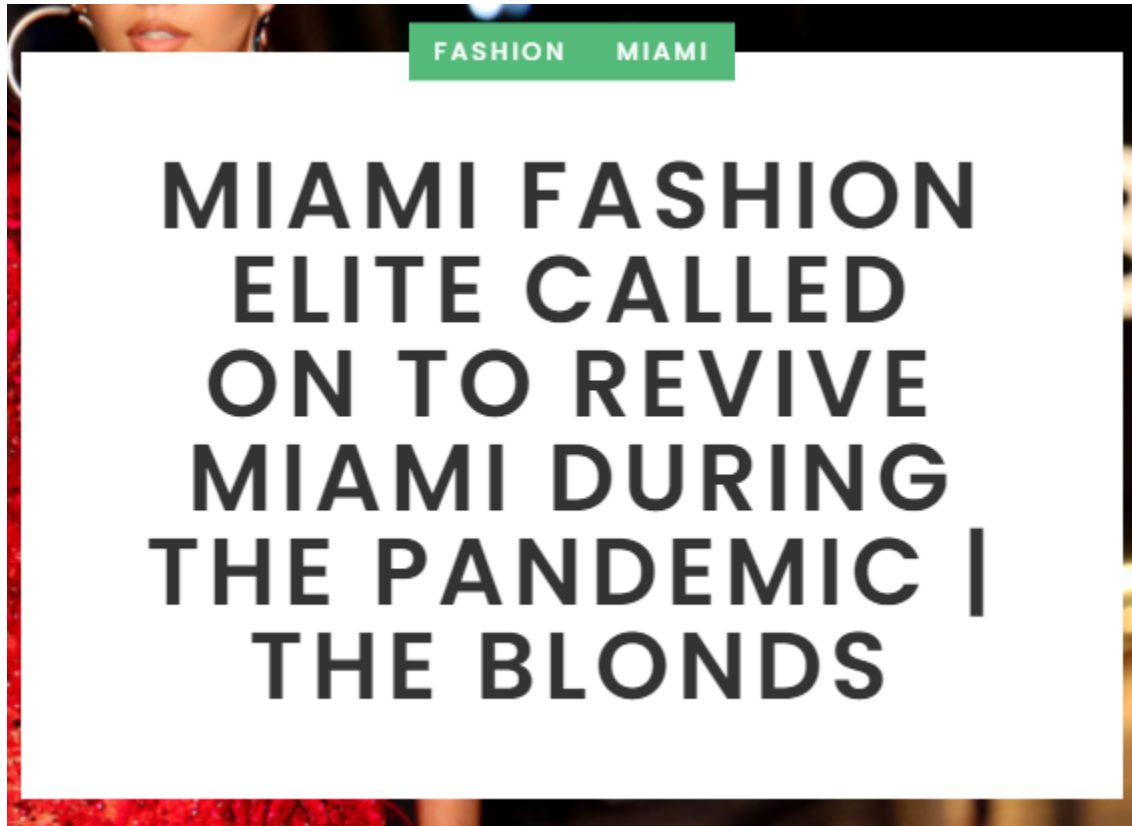 FASHION MIAMI
MIAMI FASHION
ELITE CALLED
ON TO REVIVE
MIAMI DURING
THE PANDEMIC |
THE BLONDS